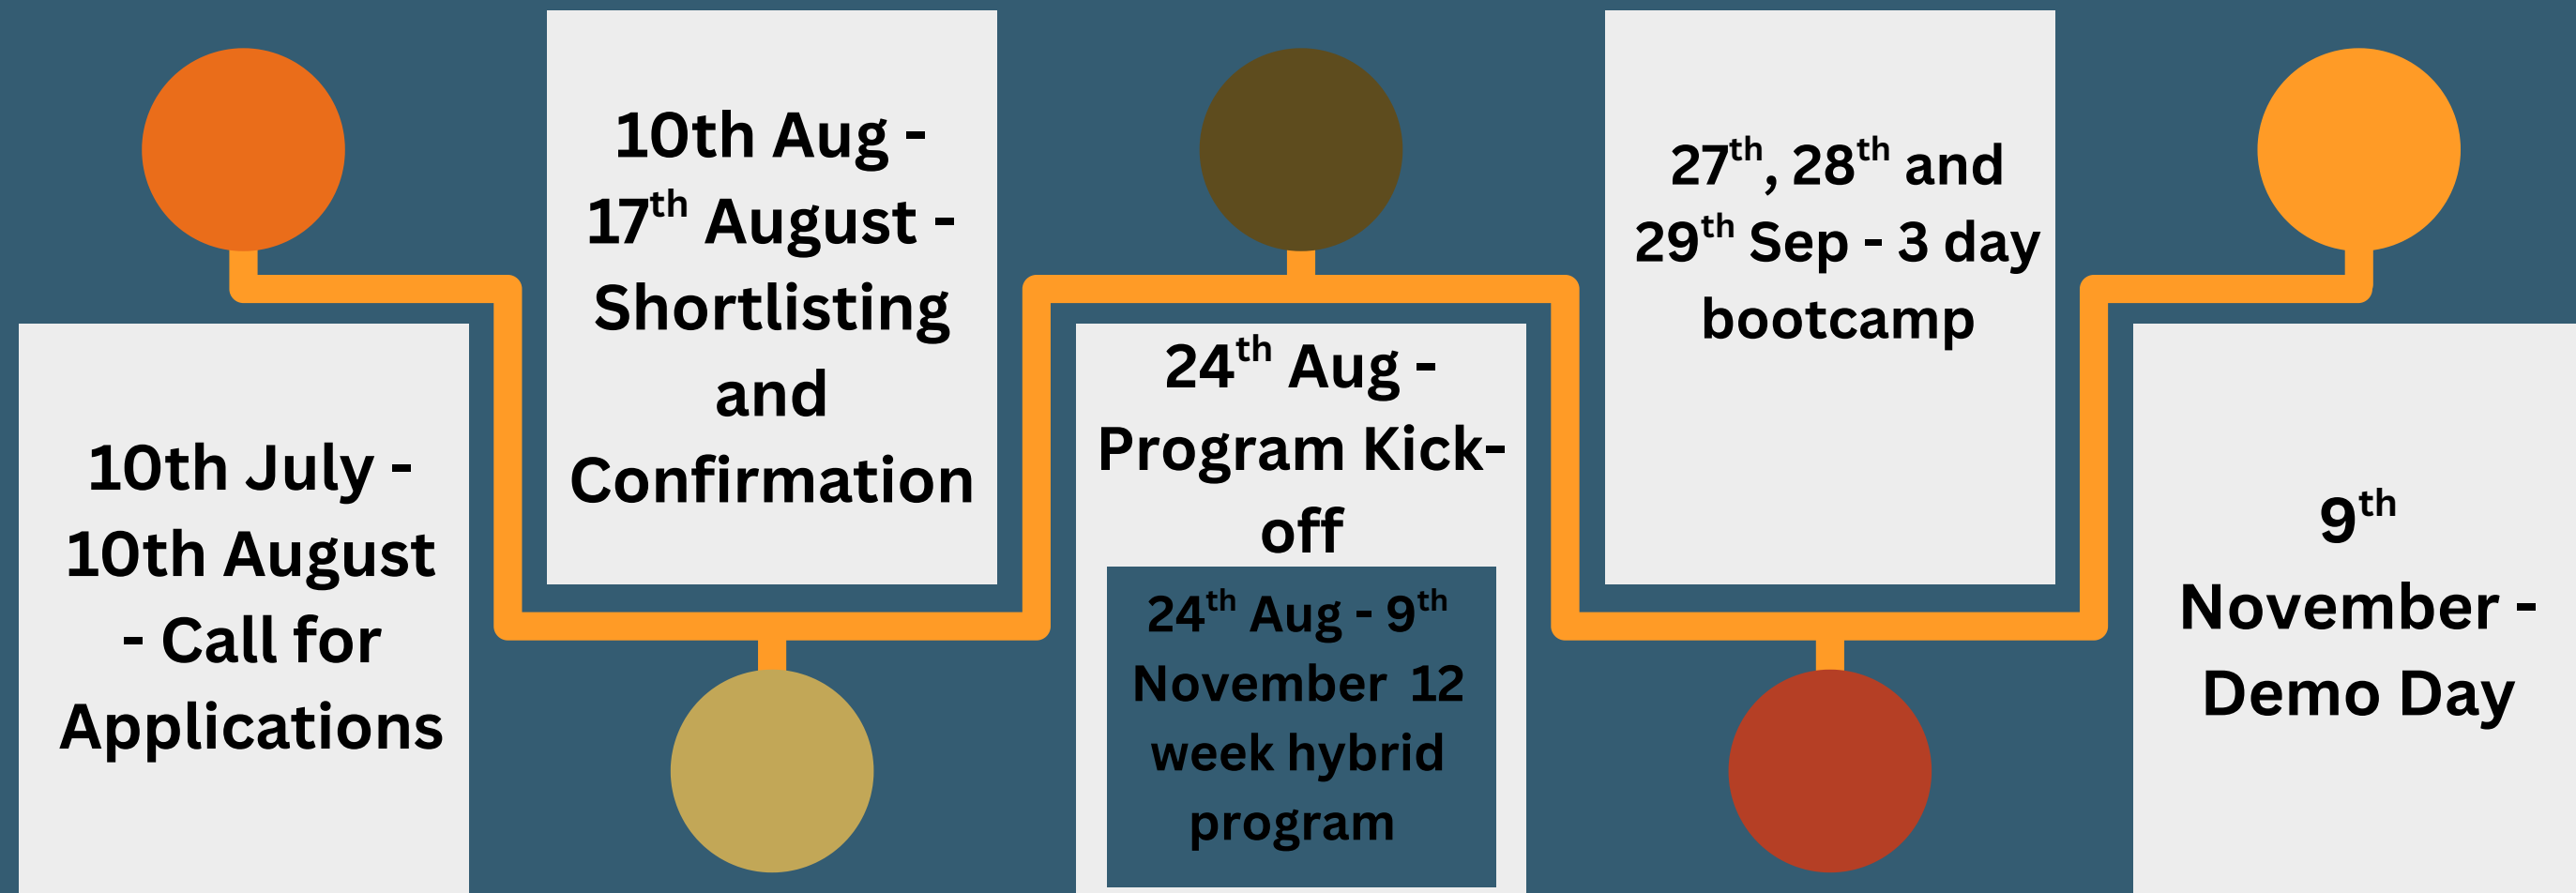 10th July -
10th August
- Call for
Applications
10th Aug -
17th August -
Shortlisting
and
Confirmation
24th Aug -
Program Kick-
off
24th Aug - 9th
November 12
week hybrid
program
27th, 28th and
29th Sep - 3 day
bootcamp
9th
November -
Demo Day